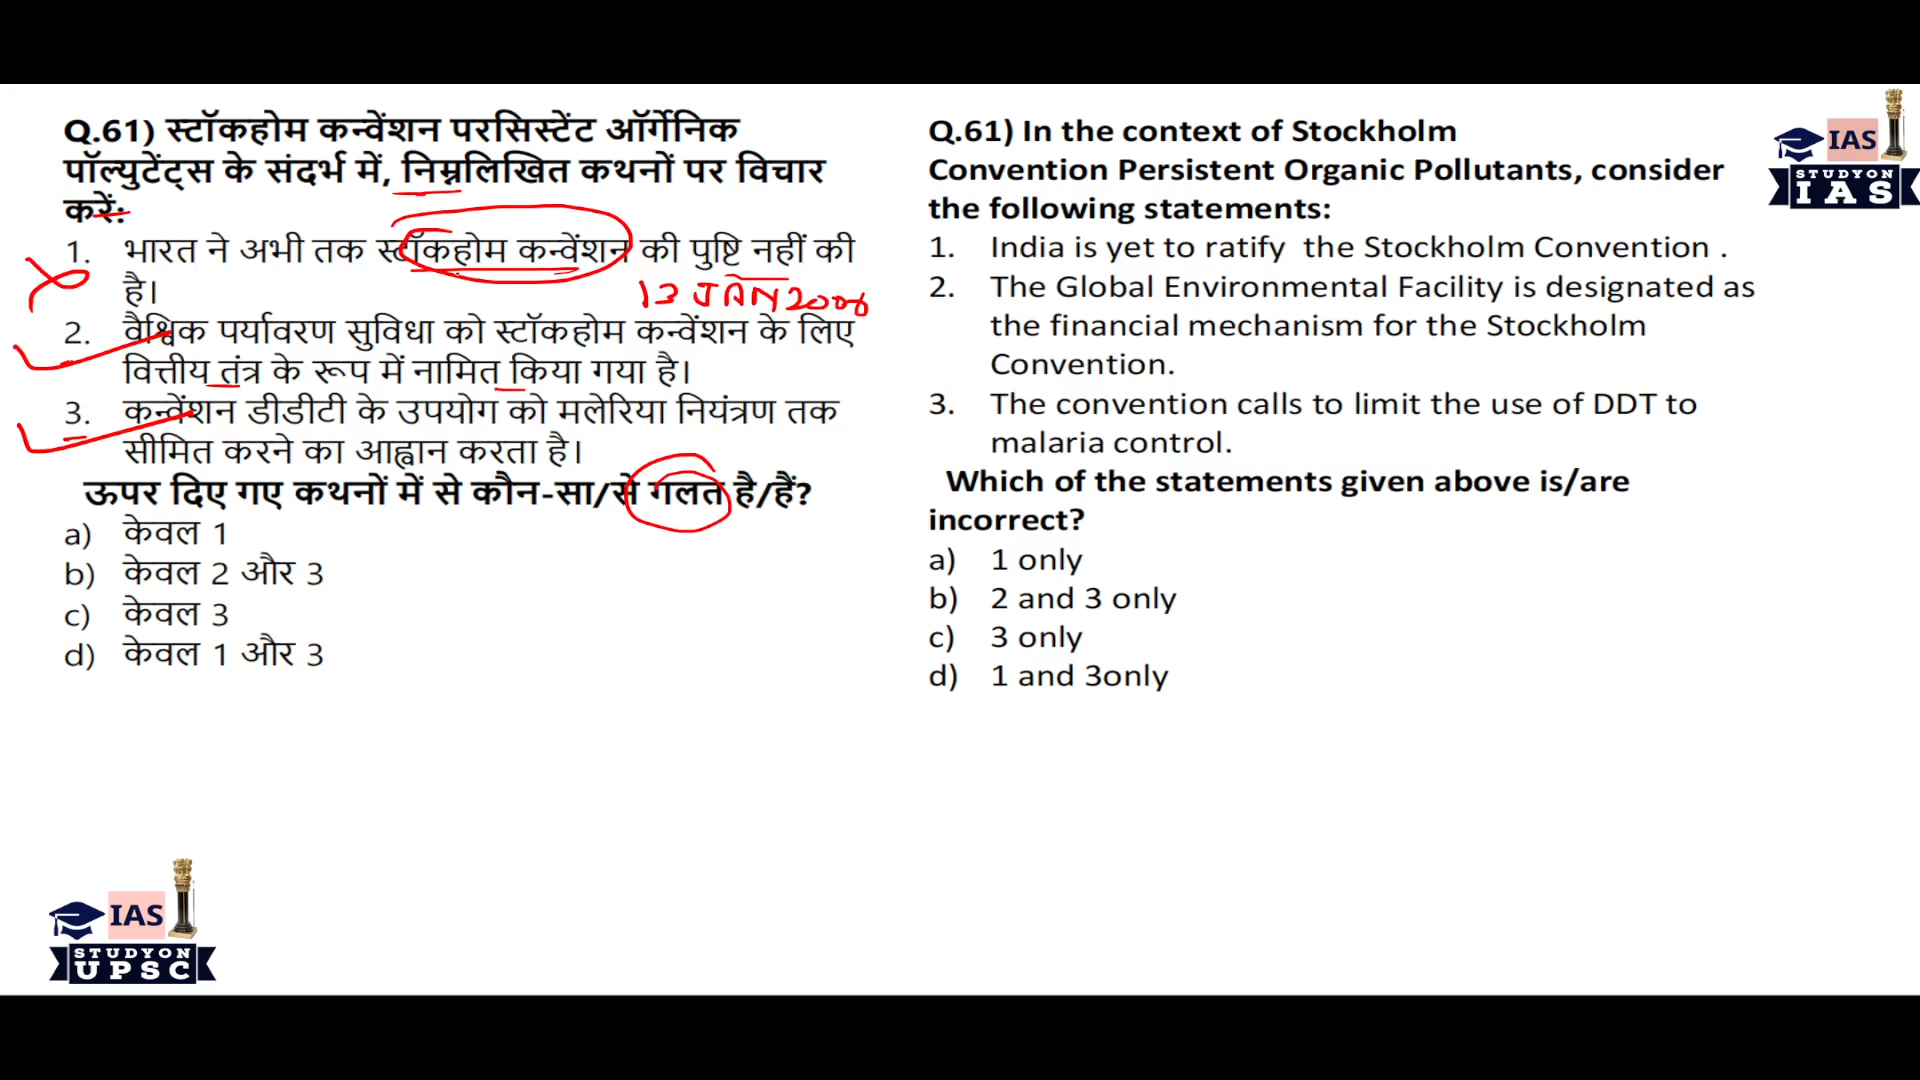 Q.61) स्टॉकहोम कन्वेंशन परसिस्टेंट ऑर्गेनिक
पॉल्युटेंट्स के संदर्भ में, निम्नलिखित कथनों पर विचार
करें:
1. भारत ने अभी तक स्टॉकहोम कन्वेंशन की पुष्टि नहीं की
है।
13 JAN 2006
2. वैश्विक पर्यावरण सुविधा को स्टॉकहोम कन्वेंशन के लिए
वित्तीय तंत्र के रूप में नामित किया गया है।
3. कन्वेंशन डीडीटी के उपयोग को मलेरिया नियंत्रण तक
सीमित करने का आह्वान करता है।
ऊपर दिए गए कथनों में से कौन-सा/से गलत है/हैं?
a) केवल 1
b) केवल 2 और 3
c) केवल 3
d) केवल 1 और 3
Q.61) In the context of Stockholm
Convention Persistent Organic Pollutants, consider
the following statements:
1. India is yet to ratify the Stockholm Convention .
2. The Global Environmental Facility is designated as
the financial mechanism for the Stockholm
Convention.
3. The convention calls to limit the use of DDT to
malaria control.
Which of the statements given above is/are
incorrect?
a) 1 only
b) 2 and 3 only
c) 3 only
d) 1 and 3only
IAS
STUDYON
IAS
IAS
STUDYON
UPSC